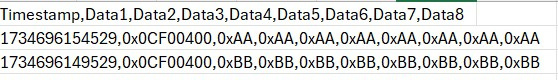 Timestamp,Data1,Data2,Data3,Data4,Data5,Data6,Data7,Data8
1734696154529,0x0CF00400,0xAA,0xAA,0xAA,0xAA,0xAA,0xAA,0xAA,0xAA
1734696149529,0x0CF00400,0xBB,0xBB,0xBB,0xBB,0xBB,0xBB,0xBB,0xBB